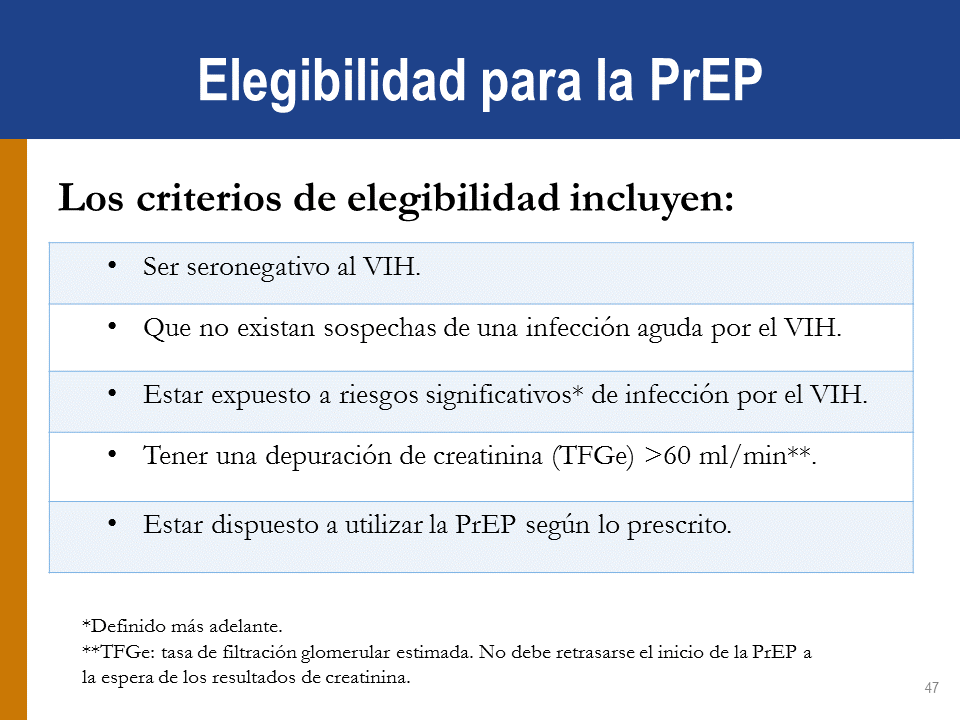 Elegibilidad para la PrEP
Los criterios de elegibilidad incluyen:
• Ser seronegativo al VIH.
• Que no existan sospechas de una infección aguda por el VIH.
• Estar expuesto a riesgos significativos* de infección por el VIH.
• Tener una depuración de creatinina (TFGe) >60 ml/min**.
• Estar dispuesto a utilizar la PrEP según lo prescrito.
*Definido más adelante.
**TFGe: tasa de filtración glomerular estimada. No debe retrasarse el inicio de la PrEP a
la espera de los resultados de creatinina.
47